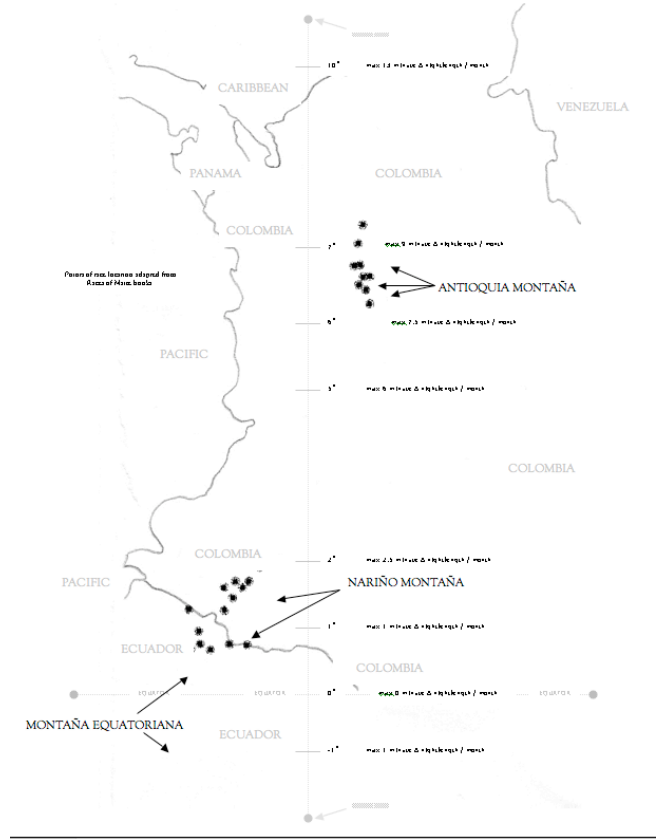 10° max 13 minute Δ nightlength / month
CARIBBEAN
VENEZUELA
PANAMA
COLOMBIA
COLOMBIA
7° max 9 minute Δ nightlength / month
Points of race location adapted from
Races of Maize books
ANTIOQUIA MONTAÑA
6° max 7.5 minute Δ nightlength / month
PACIFIC
5° max 6 minute Δ nightlength / month
COLOMBIA
COLOMBIA
2° max 2.5 minute Δ nightlength / month
PACIFIC
NARIÑO MONTAÑA
1° max 1 minute Δ nightlength / month
ECUADOR
COLOMBIA
EQUATOR EQUATOR 0° max 0 minute Δ nightlength / month EQUATOR
MONTAÑA EQUATORIANA
ECUADOR
-1° max 1 minute Δ nightlength / month